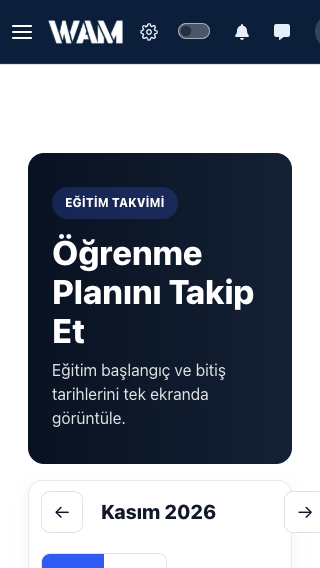 WAM
EĞİTİM TAKVİMİ
Öğrenme
Planını Takip
Et
Eğitim başlangıç ve bitiş
tarihlerini tek ekranda
görüntüle.
← Kasım 2026 →